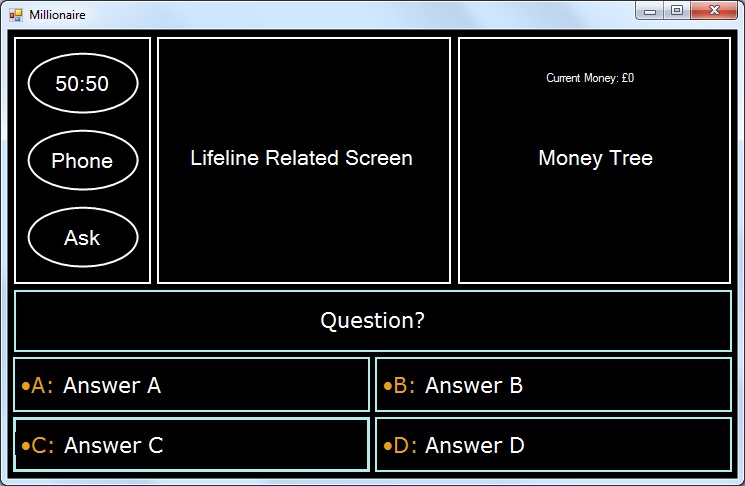 Millionaire
50:50
Phone
Ask
Lifeline Related Screen
Current Money: £0
Money Tree
Question?
•A: Answer A
•B: Answer B
•C: Answer C
•D: Answer D